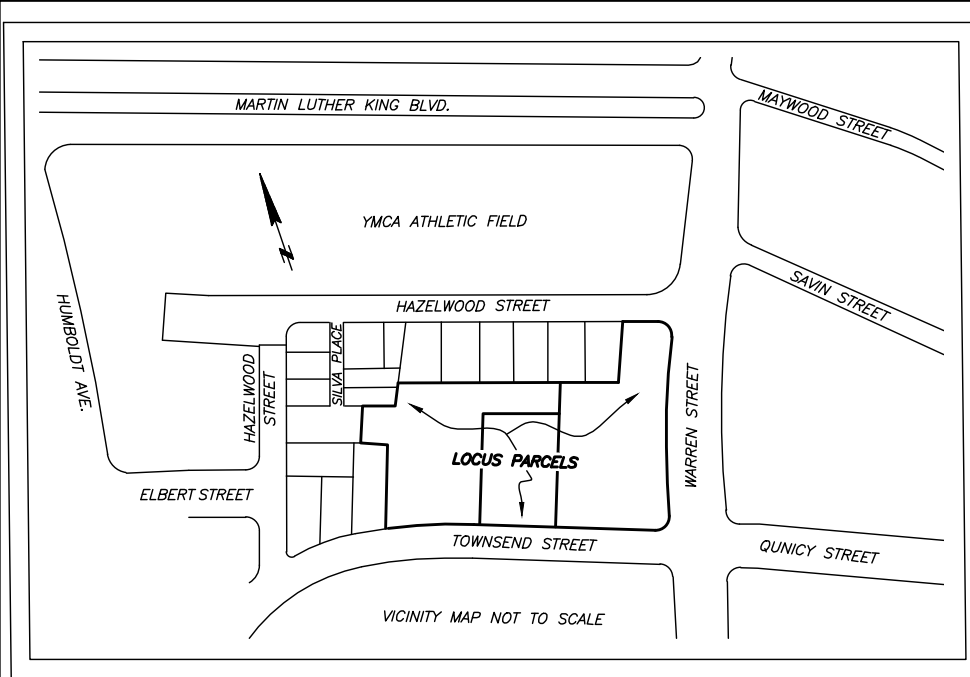 MARTIN LUTHER KING BLVD.
MAYWOOD STREET
YMCA ATHLETIC FIELD
SAVIN STREET
HUMBOLDT AVE.
HAZELWOOD STREET
SILVA PLACE
HAZELWOOD
STREET
WARREN STREET
LOCUS PARCELS
ELBERT STREET
TOWNSEND STREET
QUNICY STREET
VICINITY MAP NOT TO SCALE